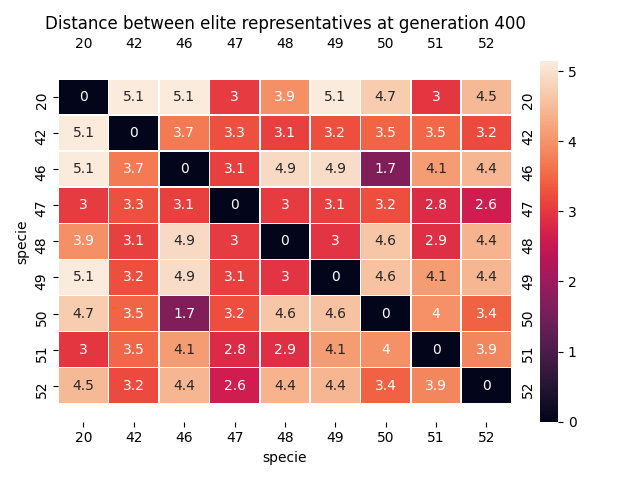 Distance between elite representatives at generation 400
20 42 46 47 48 49 50 51 52
20 0 5.1 5.1 3 3.9 5.1 4.7 3 4.5 20
42 5.1 0 3.7 3.3 3.1 3.2 3.5 3.5 3.2 42
46 5.1 3.7 0 3.1 4.9 4.9 1.7 4.1 4.4 46
47 3 3.3 3.1 0 3 3.1 3.2 2.8 2.6 47
48 3.9 3.1 4.9 3 0 3 4.6 2.9 4.4 48
49 5.1 3.2 4.9 3.1 3 0 4.6 4.1 4.4 49
50 4.7 3.5 1.7 3.2 4.6 4.6 0 4 3.4 50
51 3 3.5 4.1 2.8 2.9 4.1 4 0 3.9 51
52 4.5 3.2 4.4 2.6 4.4 4.4 3.4 3.9 0 52
20 42 46 47 48 49 50 51 52
specie
specie
5
4
3
2
1
0